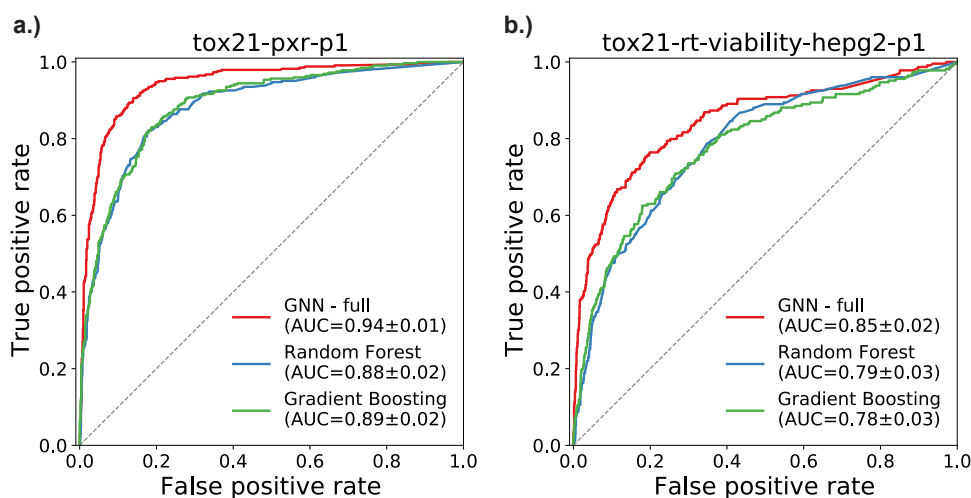 a.)
tox21-pxr-p1
1.0
0.8
0.6
0.4
0.2
0.0
True positive rate
GNN - full
(AUC=0.94±0.01)
Random Forest
(AUC=0.88±0.02)
Gradient Boosting
(AUC=0.89±0.02)
0.0 0.2 0.4 0.6 0.8 1.0
False positive rate
b.)
tox21-rt-viability-hepg2-p1
1.0
0.8
0.6
0.4
0.2
0.0
True positive rate
GNN - full
(AUC=0.85±0.02)
Random Forest
(AUC=0.79±0.03)
Gradient Boosting
(AUC=0.78±0.03)
0.0 0.2 0.4 0.6 0.8 1.0
False positive rate